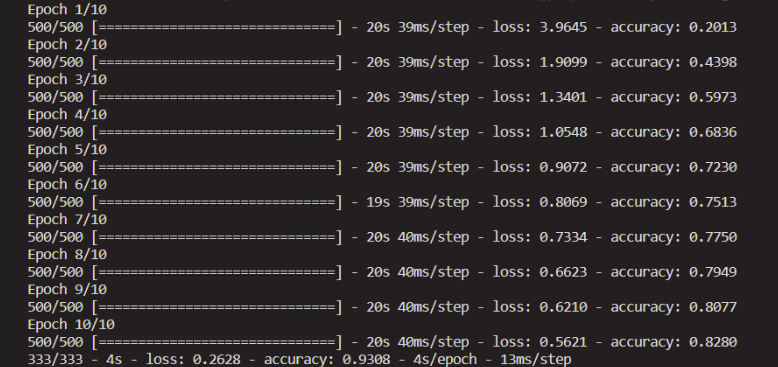 Epoch 1/10
500/500 [==============================] - 20s 39ms/step - loss: 3.9645 - accuracy: 0.2013
Epoch 2/10
500/500 [==============================] - 20s 39ms/step - loss: 1.9099 - accuracy: 0.4398
Epoch 3/10
500/500 [==============================] - 20s 39ms/step - loss: 1.3401 - accuracy: 0.5973
Epoch 4/10
500/500 [==============================] - 20s 39ms/step - loss: 1.0548 - accuracy: 0.6836
Epoch 5/10
500/500 [==============================] - 20s 39ms/step - loss: 0.9072 - accuracy: 0.7230
Epoch 6/10
500/500 [==============================] - 19s 39ms/step - loss: 0.8069 - accuracy: 0.7513
Epoch 7/10
500/500 [==============================] - 20s 40ms/step - loss: 0.7334 - accuracy: 0.7750
Epoch 8/10
500/500 [==============================] - 20s 40ms/step - loss: 0.6623 - accuracy: 0.7949
Epoch 9/10
500/500 [==============================] - 20s 40ms/step - loss: 0.6210 - accuracy: 0.8077
Epoch 10/10
500/500 [==============================] - 20s 40ms/step - loss: 0.5621 - accuracy: 0.8280
333/333 - 4s - loss: 0.2628 - accuracy: 0.9308 - 4s/epoch - 13ms/step